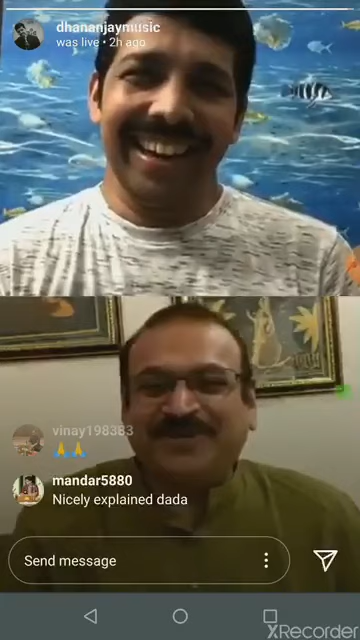 dhananjaymusic
was live • 2h ago
vinay198383
🙏🙏
mandar5880
Nicely explained dada
Send message
XRecorder